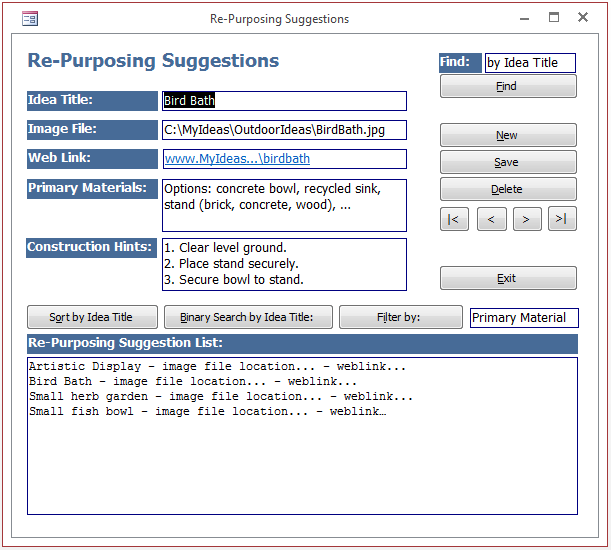 Re-Purposing Suggestions
Re-Purposing Suggestions
Find:
by Idea Title
Find
Idea Title:
Bird Bath
Image File:
C:\MyIdeas\OutdoorIdeas\BirdBath.jpg
New
Web Link:
www.MyIdeas...\birdbath
Save
Primary Materials:
Options: concrete bowl, recycled sink,
stand (brick, concrete, wood), ...
Delete
|<
<
>
>|
Construction Hints:
1. Clear level ground.
2. Place stand securely.
3. Secure bowl to stand.
Exit
Sort by Idea Title
Binary Search by Idea Title:
Filter by:
Primary Material
Re-Purposing Suggestion List:
Artistic Display - image file location... - weblink...
Bird Bath - image file location... - weblink...
Small herb garden - image file location... - weblink...
Small fish bowl - image file location... - weblink…